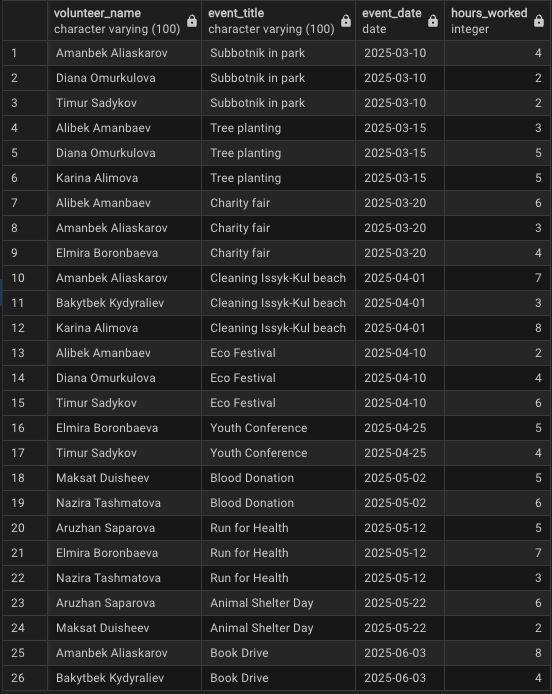 volunteer_name event_title event_date hours_worked
character varying (100) character varying (100) date integer
1 Amanbek Aliaskarov Subbotnik in park 2025-03-10 4
2 Diana Omurkulova Subbotnik in park 2025-03-10 2
3 Timur Sadykov Subbotnik in park 2025-03-10 2
4 Alibek Amanbaev Tree planting 2025-03-15 3
5 Diana Omurkulova Tree planting 2025-03-15 5
6 Karina Alimova Tree planting 2025-03-15 5
7 Alibek Amanbaev Charity fair 2025-03-20 6
8 Amanbek Aliaskarov Charity fair 2025-03-20 3
9 Elmira Boronbaeva Charity fair 2025-03-20 4
10 Amanbek Aliaskarov Cleaning Issyk-Kul beach 2025-04-01 7
11 Bakytbek Kydyraliev Cleaning Issyk-Kul beach 2025-04-01 3
12 Karina Alimova Cleaning Issyk-Kul beach 2025-04-01 8
13 Alibek Amanbaev Eco Festival 2025-04-10 2
14 Diana Omurkulova Eco Festival 2025-04-10 4
15 Timur Sadykov Eco Festival 2025-04-10 6
16 Elmira Boronbaeva Youth Conference 2025-04-25 5
17 Timur Sadykov Youth Conference 2025-04-25 4
18 Maksat Duisheev Blood Donation 2025-05-02 5
19 Nazira Tashmatova Blood Donation 2025-05-02 6
20 Aruzhan Saparova Run for Health 2025-05-12 5
21 Elmira Boronbaeva Run for Health 2025-05-12 7
22 Nazira Tashmatova Run for Health 2025-05-12 3
23 Aruzhan Saparova Animal Shelter Day 2025-05-22 6
24 Maksat Duisheev Animal Shelter Day 2025-05-22 2
25 Amanbek Aliaskarov Book Drive 2025-06-03 8
26 Bakytbek Kydyraliev Book Drive 2025-06-03 4